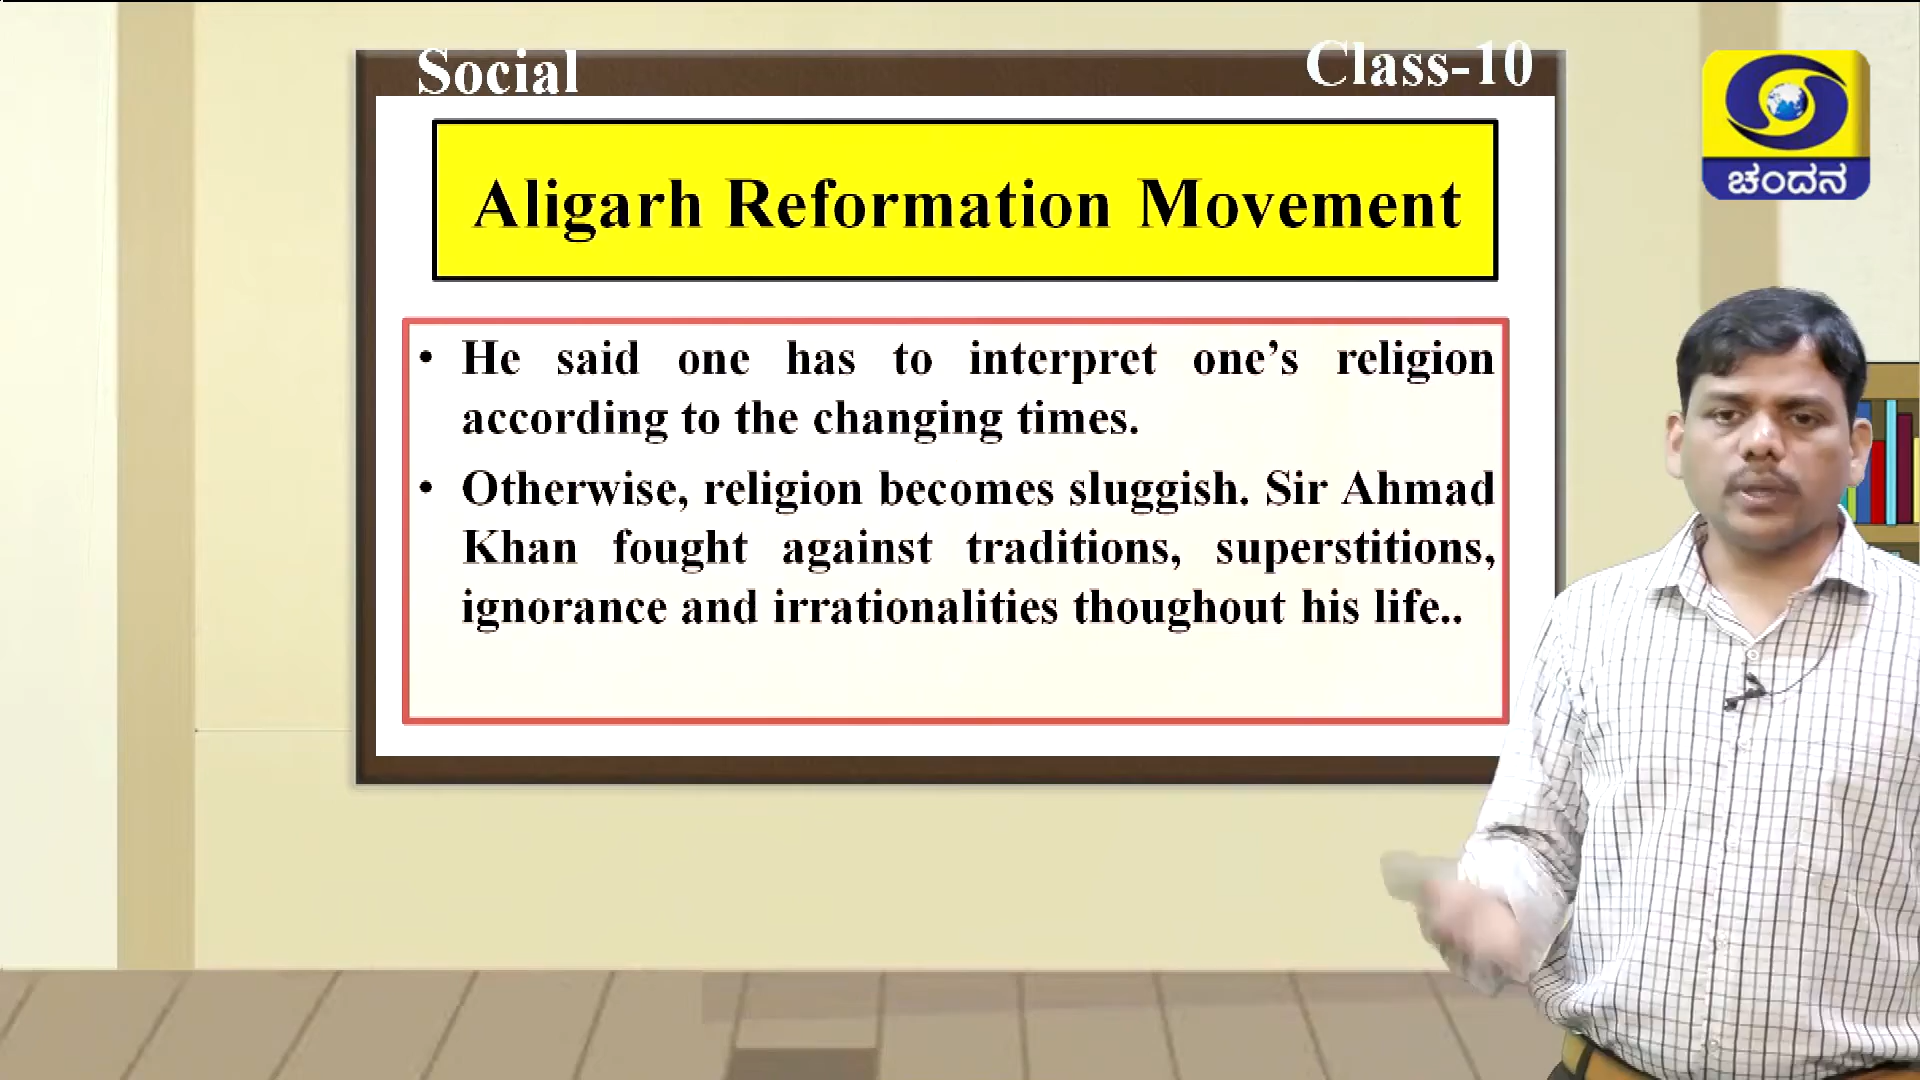 Social
Class-10
ಚಂದನ
Aligarh Reformation Movement
• He said one has to interpret one’s religion
according to the changing times.
• Otherwise, religion becomes sluggish. Sir Ahmad
Khan fought against traditions, superstitions,
ignorance and irrationalities thoughout his life..